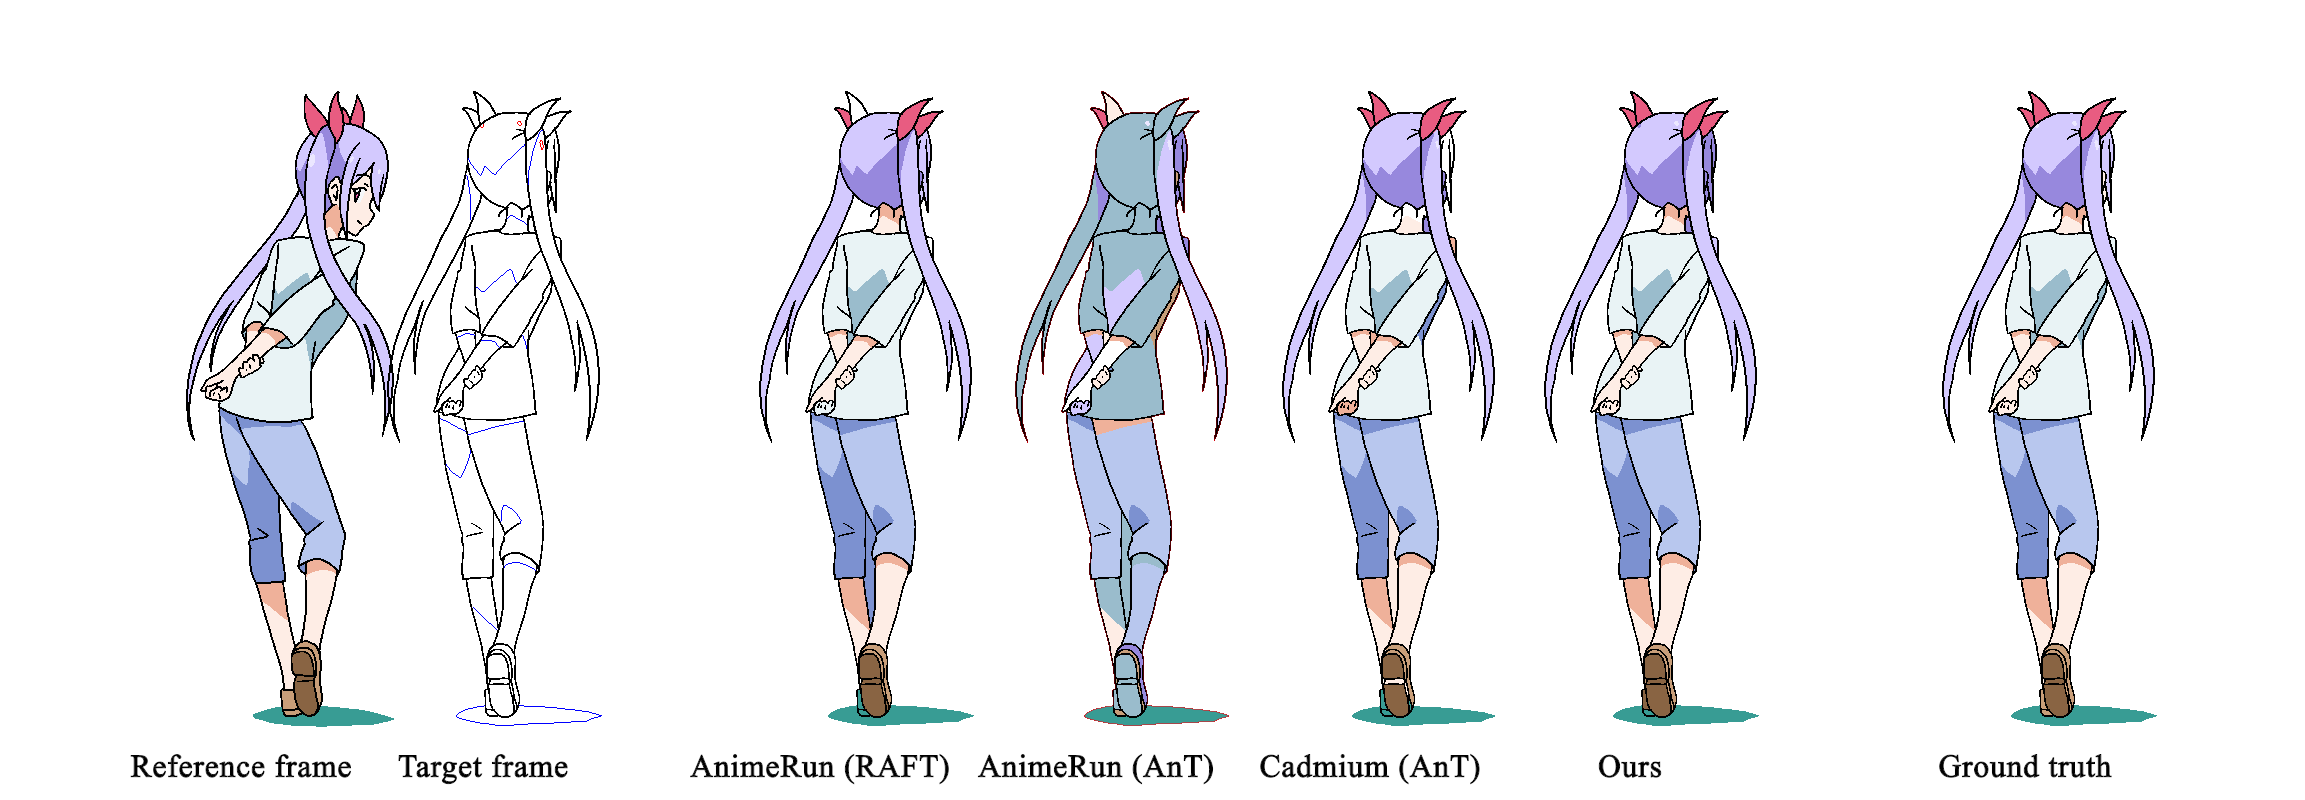 Reference frame
Target frame
AnimeRun (RAFT)
AnimeRun (AnT)
Cadmium (AnT)
Ours
Ground truth